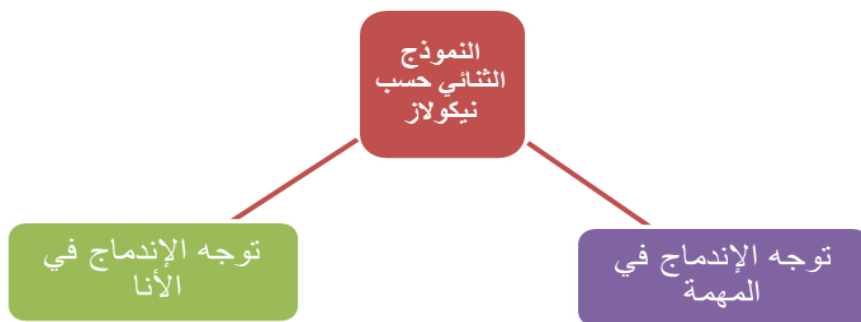 النموذج
الثنائي حسب
نيكولاز
توجه الإندماج في
المهمة
توجه الإندماج في
الأنا